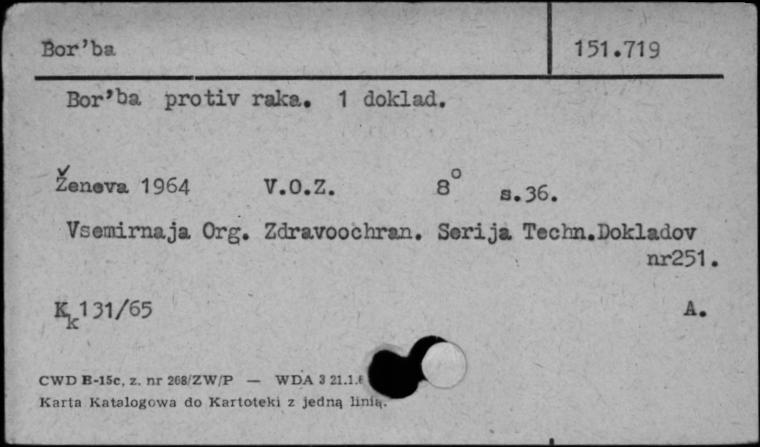 Bor'ba 151.719
Bor'ba protiv raka. 1 doklad.
Ženeva 1964 V.O.Z. 8° s.36.
Vsemirnaja Org. Zdravoochran. Serija Techn.Dokladov
nr251.
Kk131/65 A.
CWD B-15c, z. nr 268/ZW/P — WDA 3 21.1.
Karta Katalogowa do Kartoteki z jedną linią.